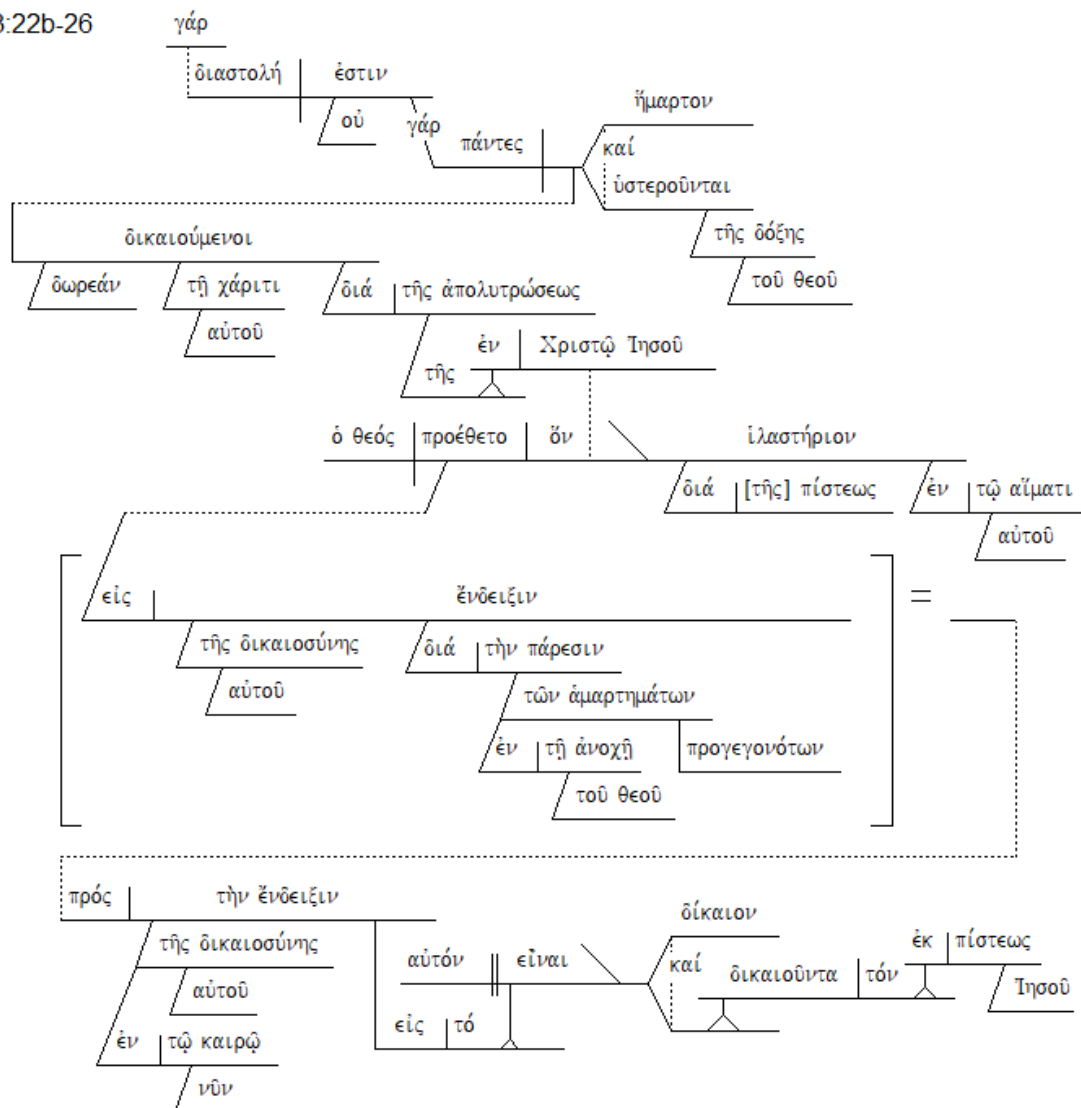 3:22b-26
γάρ
διαστολή ἐστιν
οὐ
γάρ
πάντες
ἥμαρτον
καί
ὑστεροῦνται
τῆς δόξης
τοῦ θεοῦ
δικαιούμενοι
δωρεάν τῇ χάριτι διά τῆς ἀπολυτρώσεως
αὐτοῦ
τῆς ἐν Χριστῷ Ἰησοῦ
ὁ θεός προέθετο ὅν ἱλαστήριον
διά [τῆς] πίστεως ἐν τῷ αἵματι
αὐτοῦ
εἰς ἔνδειξιν =
τῆς δικαιοσύνης διά τὴν πάρεσιν
αὐτοῦ
τῶν ἁμαρτημάτων
ἐν τῇ ἀνοχῇ προγεγονότων
τοῦ θεοῦ
πρός τὴν ἔνδειξιν
τῆς δικαιοσύνης
αὐτοῦ
ἐν τῷ καιρῷ
νῦν
εἰς τό
αὐτόν εἶναι
δίκαιον
καί
δικαιοῦντα τόν
ἐκ πίστεως
Ἰησοῦ